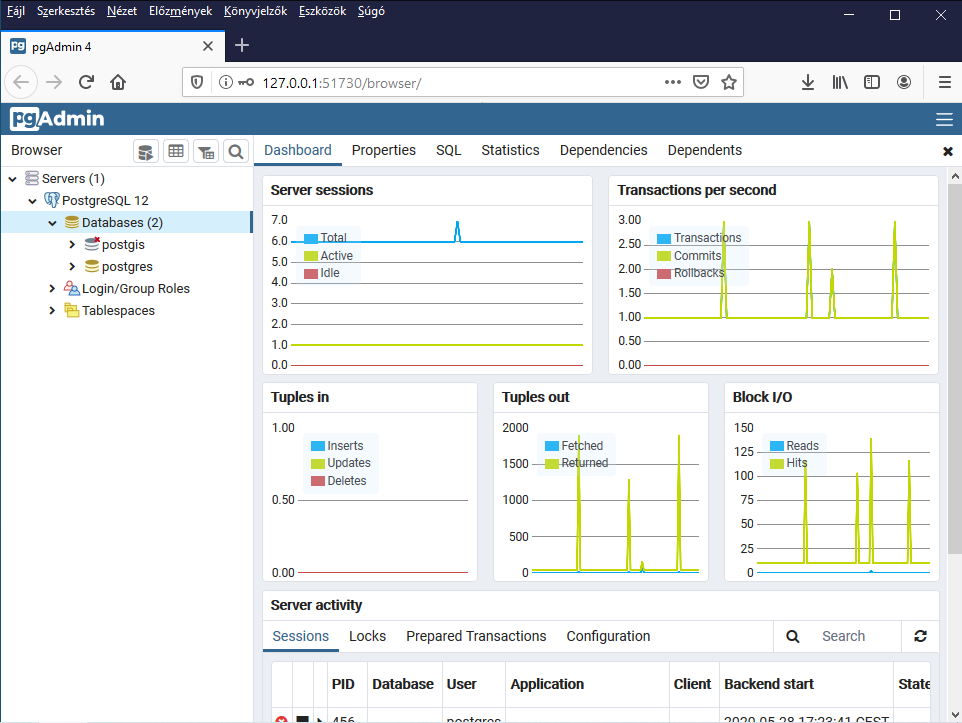 Fájl Szerkesztés Nézet Előzmények Könyvjelzők Eszközök Súgó
pgAdmin 4
127.0.0.1:51730/browser/
pgAdmin
Browser
Dashboard Properties SQL Statistics Dependencies Dependents
Servers (1)
PostgreSQL 12
Databases (2)
postgis
postgres
Login/Group Roles
Tablespaces
Server sessions
7.0
6.0
5.0
4.0
3.0
2.0
1.0
0.0
Total
Active
Idle
Transactions per second
3.00
2.50
2.00
1.50
1.00
0.50
0.00
Transactions
Commits
Rollbacks
Tuples in
1.00
0.50
0.00
Inserts
Updates
Deletes
Tuples out
2000
1500
1000
500
0
Fetched
Returned
Block I/O
150
125
100
75
50
25
0
Reads
Hits
Server activity
Sessions Locks Prepared Transactions Configuration Search
PID Database User Application Client Backend start State
456 postgres 2020-05-28 17:23:41 CEST